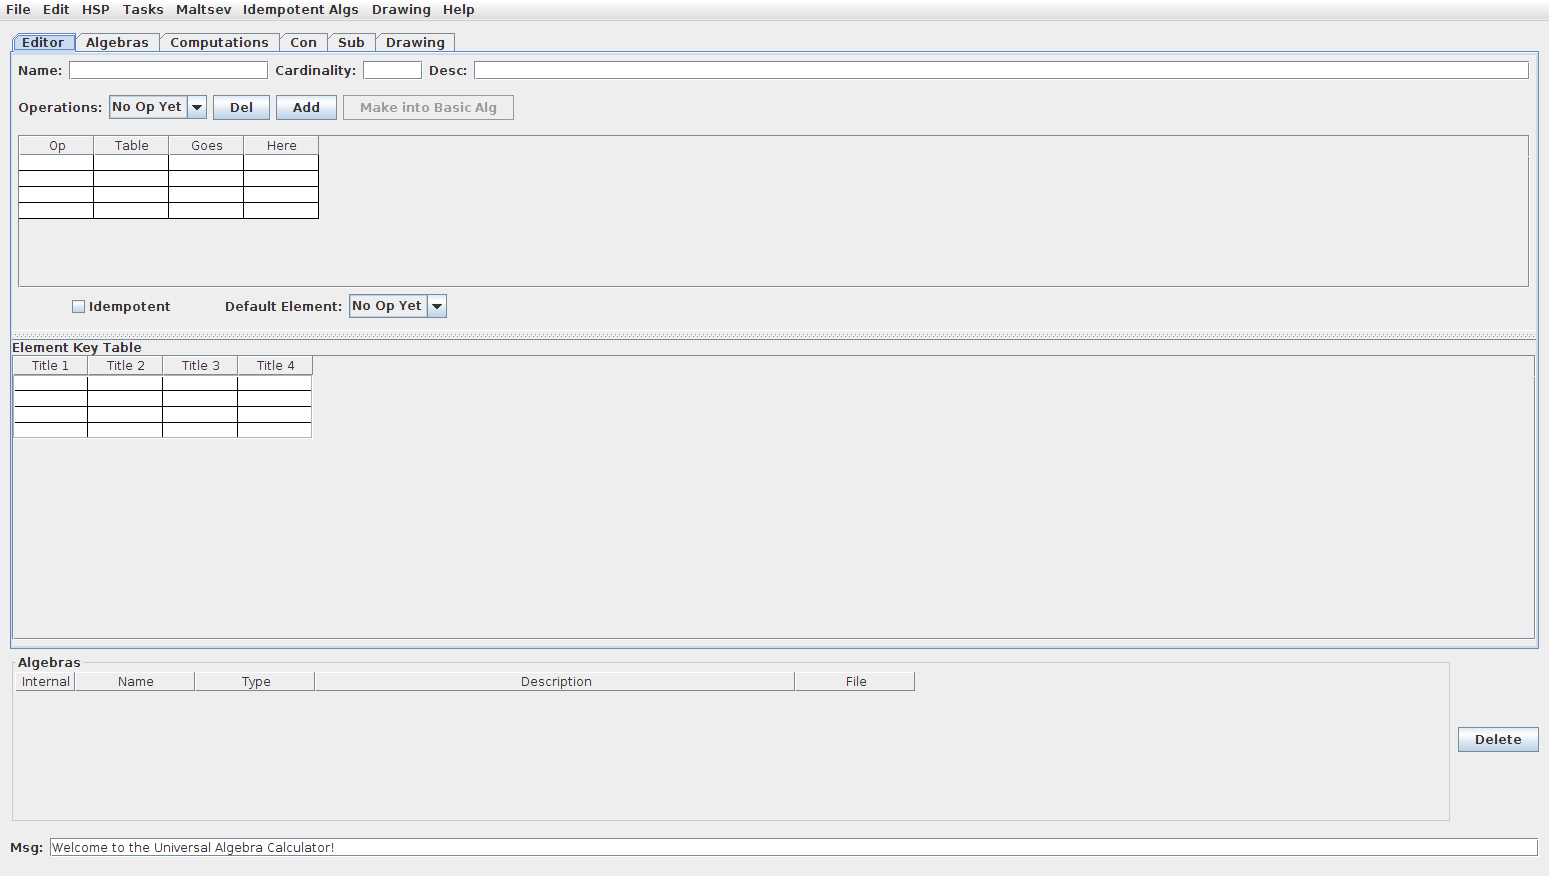 File Edit HSP Tasks Maltsev Idempotent Algs Drawing Help
Editor Algebras Computations Con Sub Drawing
Name: Cardinality: Desc:
Operations: No Op Yet Del Add Make into Basic Alg
Op Table Goes Here
Idempotent Default Element: No Op Yet
Element Key Table
Title 1 Title 2 Title 3 Title 4
Algebras
Internal Name Type Description File
Delete
Msg: Welcome to the Universal Algebra Calculator!